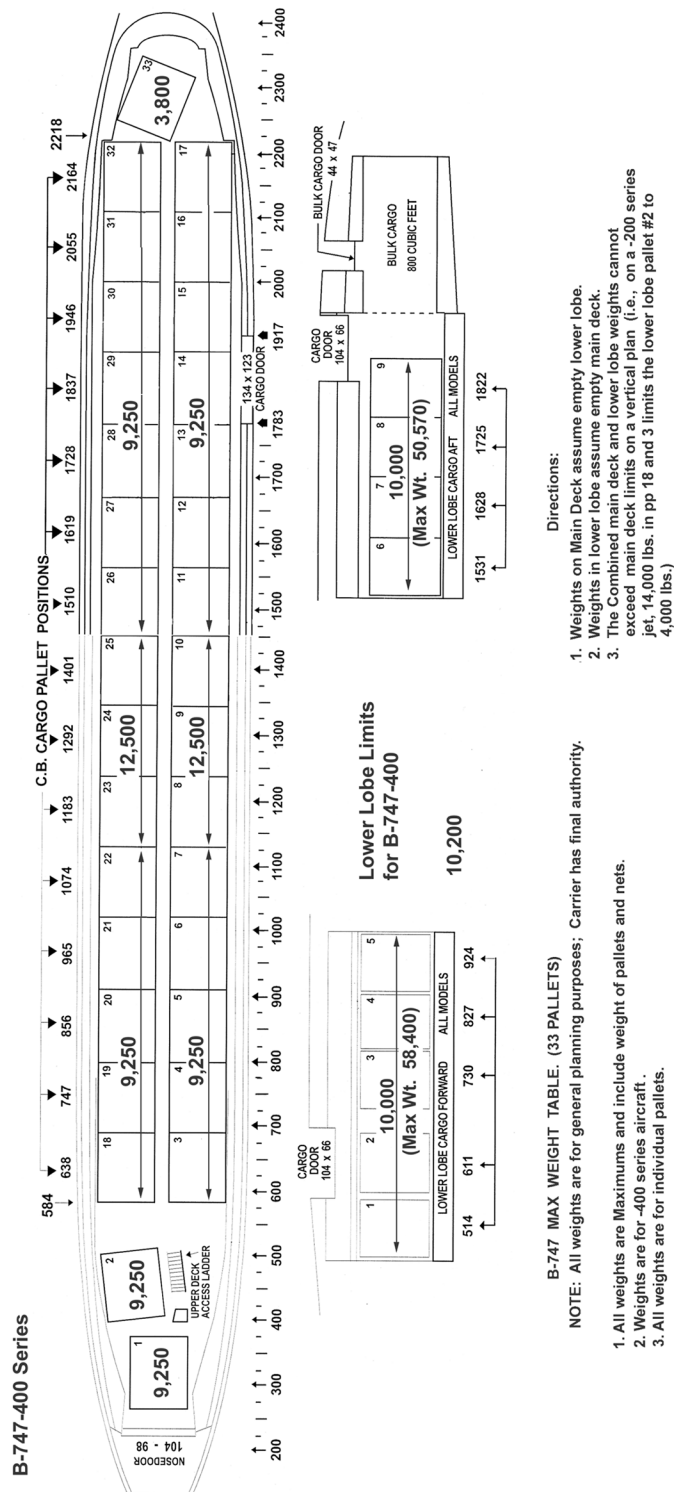 B-747-400 Series
C.B. CARGO PALLET POSITIONS
584
638
747
856
965
1074
1183
1292
1401
1510
1619
1728
1837
1946
2055
2164
2218
NOSEDOOR
104 - 98
1
9,250
2
9,250
UPPER DECK
ACCESS LADDER
18
19
20
21
22
9,250
23
24
25
12,500
26
27
28
29
30
31
32
9,250
33
3,800
3
4
5
6
7
9,250
8
9
10
12,500
11
12
13
14
15
16
17
9,250
134 x 123
CARGO DOOR
1783
1917
200
300
400
500
600
700
800
900
1000
1100
1200
1300
1400
1500
1600
1700
2000
2100
2200
2300
2400
CARGO
DOOR
104 x 66
1
2
3
4
5
10,000
(Max Wt. 58,400)
LOWER LOBE CARGO FORWARD
ALL MODELS
514
611
730
827
924
Lower Lobe Limits
for B-747-400
10,200
CARGO
DOOR
104 x 66
BULK CARGO DOOR
44 x 47
6
7
8
9
10,000
(Max Wt. 50,570)
BULK CARGO
800 CUBIC FEET
LOWER LOBE CARGO AFT
ALL MODELS
1531
1628
1725
1822
B-747 MAX WEIGHT TABLE. (33 PALLETS)
NOTE: All weights are for general planning purposes; Carrier has final authority.
1. All weights are Maximums and include weight of pallets and nets.
2. Weights are for -400 series aircraft.
3. All weights are for individual pallets.
Directions:
1. Weights on Main Deck assume empty lower lobe.
2. Weights in lower lobe assume empty main deck.
3. The Combined main deck and lower lobe weights cannot
exceed main deck limits on a vertical plan (i.e., on a -200 series
jet, 14,000 lbs. in pp 18 and 3 limits the lower lobe pallet #2 to
4,000 lbs.)